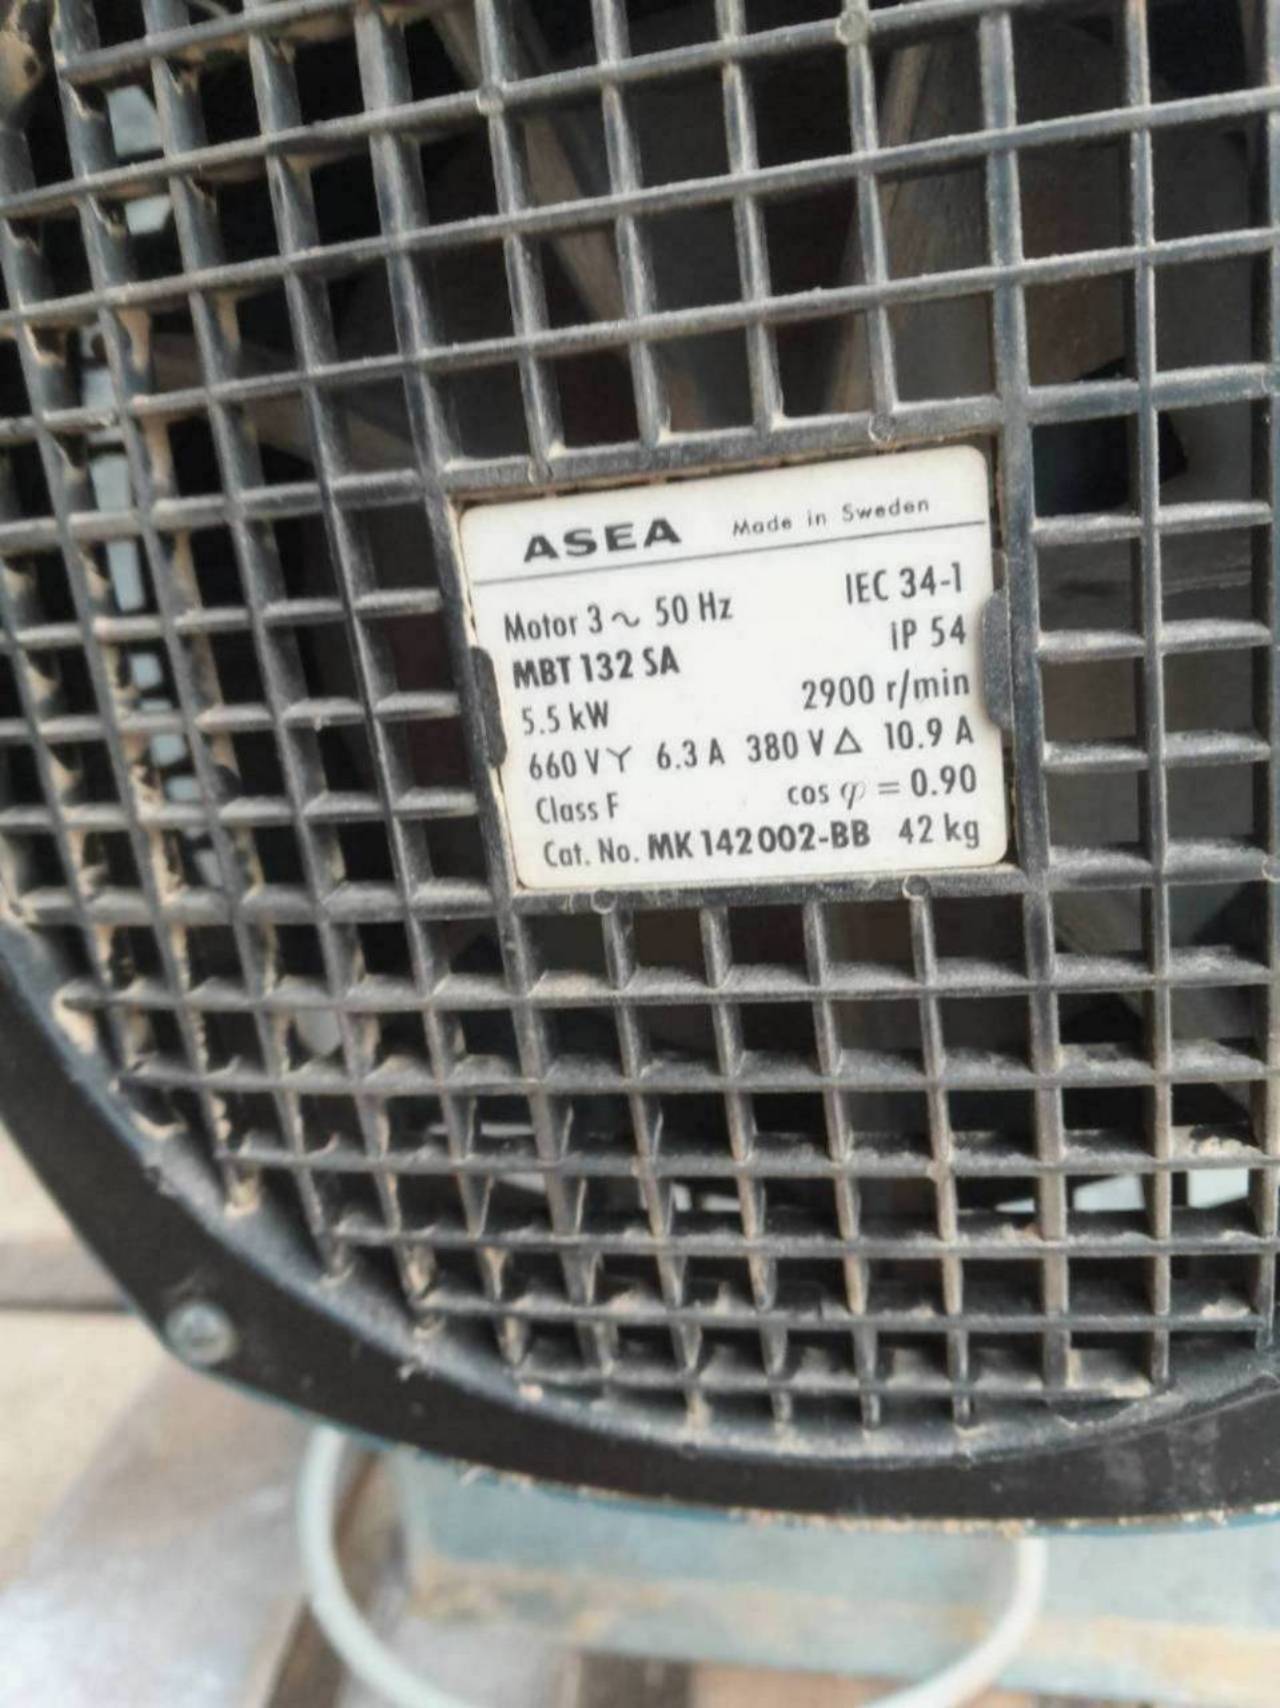 ASEA Made in Sweden
Motor 3 ~ 50 Hz IEC 34-1
MBT 132 SA IP 54
5.5 kW 2900 r/min
660 V Y 6.3 A 380 V Δ 10.9 A
Class F cos φ = 0.90
Cat. No. MK 142002-BB 42 kg